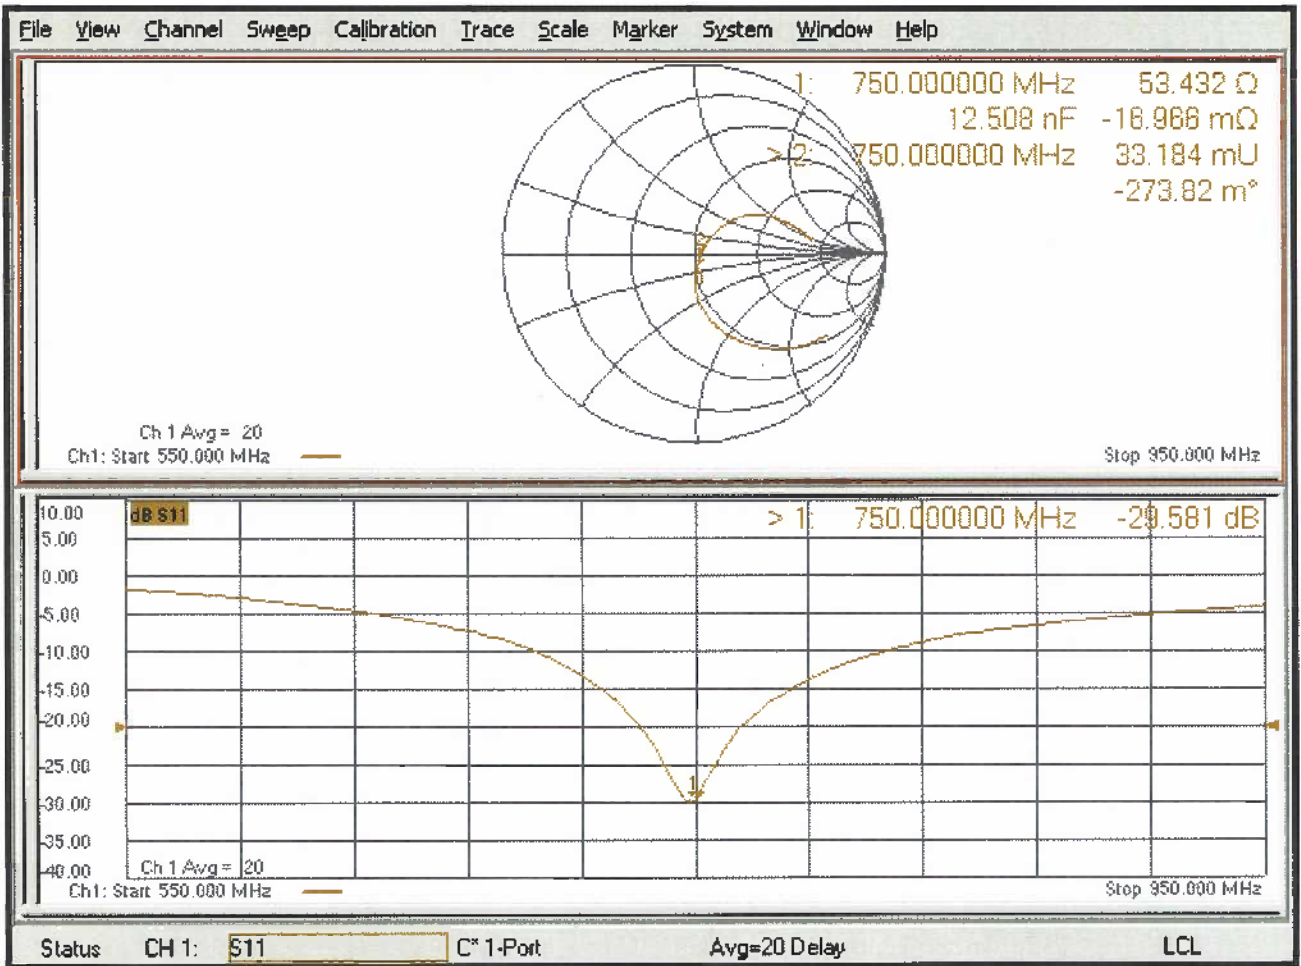 File View Channel Sweep Calibration Trace Scale Marker System Window Help
1: 750.000000 MHz 53.432 Ω
12.508 nF -16.966 mΩ
> 2: 750.000000 MHz 33.184 mU
-273.82 m°
Ch 1 Avg = 20
Ch1: Start 550.000 MHz
Stop 950.000 MHz
10.00
dB S11
> 1: 750.000000 MHz -29.581 dB
5.00
0.00
-5.00
-10.00
-15.00
-20.00
-25.00
1
-30.00
-35.00
-40.00
Ch 1 Avg = 20
Ch1: Start 550.000 MHz
Stop 950.000 MHz
Status CH 1: S11 C* 1-Port Avg=20 Delay LCL